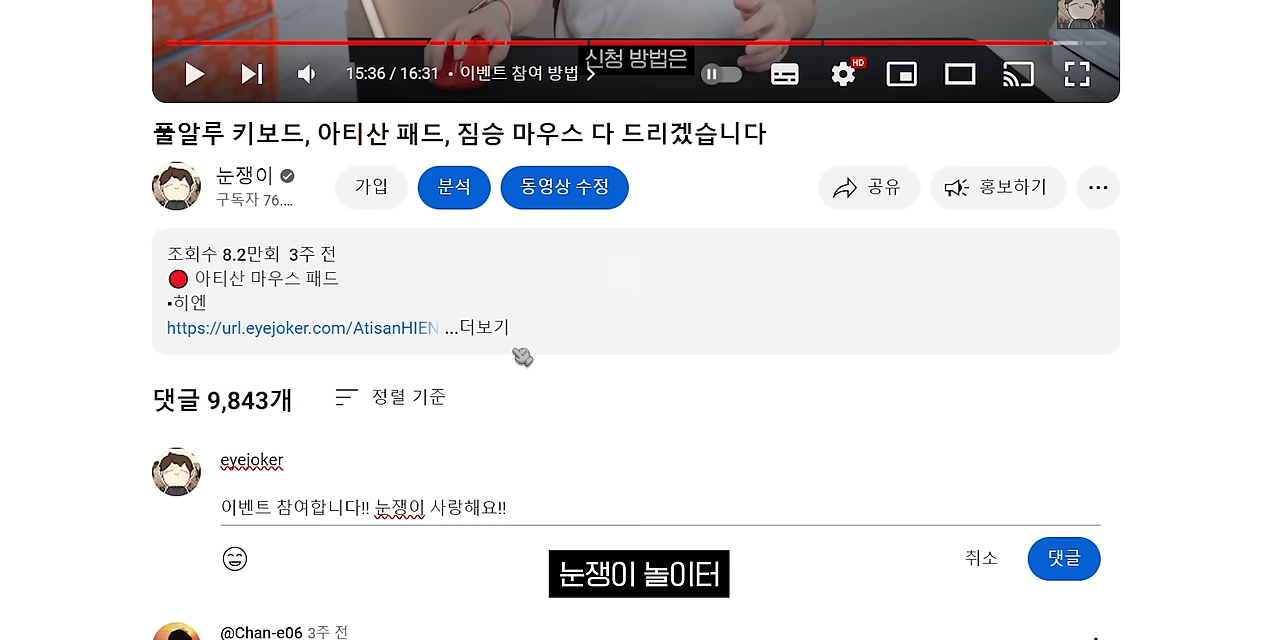 신청 방법은
15:36 / 16:31 • 이벤트 참여 방법
HD
풀알루 키보드, 아티산 패드, 짐승 마우스 다 드리겠습니다
눈쟁이
구독자 76....
가입
분석
동영상 수정
공유
홍보하기
조회수 8.2만회 3주 전
아티산 마우스 패드
▪히엔
https://url.eyejoker.com/AtisanHIEN ...더보기
댓글 9,843개
정렬 기준
eyejoker
이벤트 참여합니다!! 눈쟁이 사랑해요!!
취소
댓글
눈쟁이 놀이터
@Chan-e06 3주 전